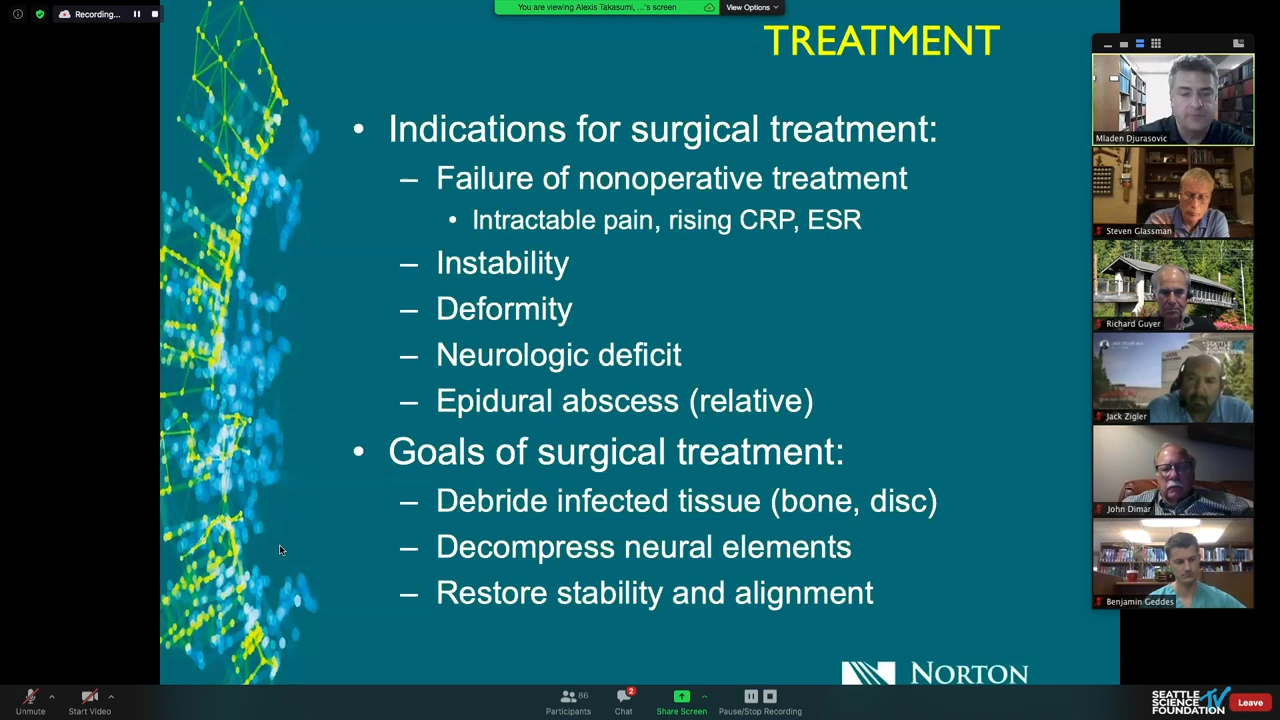 Recording...
You are viewing Alexis Takasumi, ...'s screen
View Options
TREATMENT
• Indications for surgical treatment:
– Failure of nonoperative treatment
• Intractable pain, rising CRP, ESR
– Instability
– Deformity
– Neurologic deficit
– Epidural abscess (relative)
• Goals of surgical treatment:
– Debride infected tissue (bone, disc)
– Decompress neural elements
– Restore stability and alignment
NORTON
Mladen Djurasovic
Steven Glassman
Richard Guyer
Jack Zigler
John Dimar
Benjamin Geddes
Unmute
Start Video
86
Participants
2
Chat
Share Screen
Pause/Stop Recording
SEATTLE
SCIENCE TV
FOUNDATION
Leave